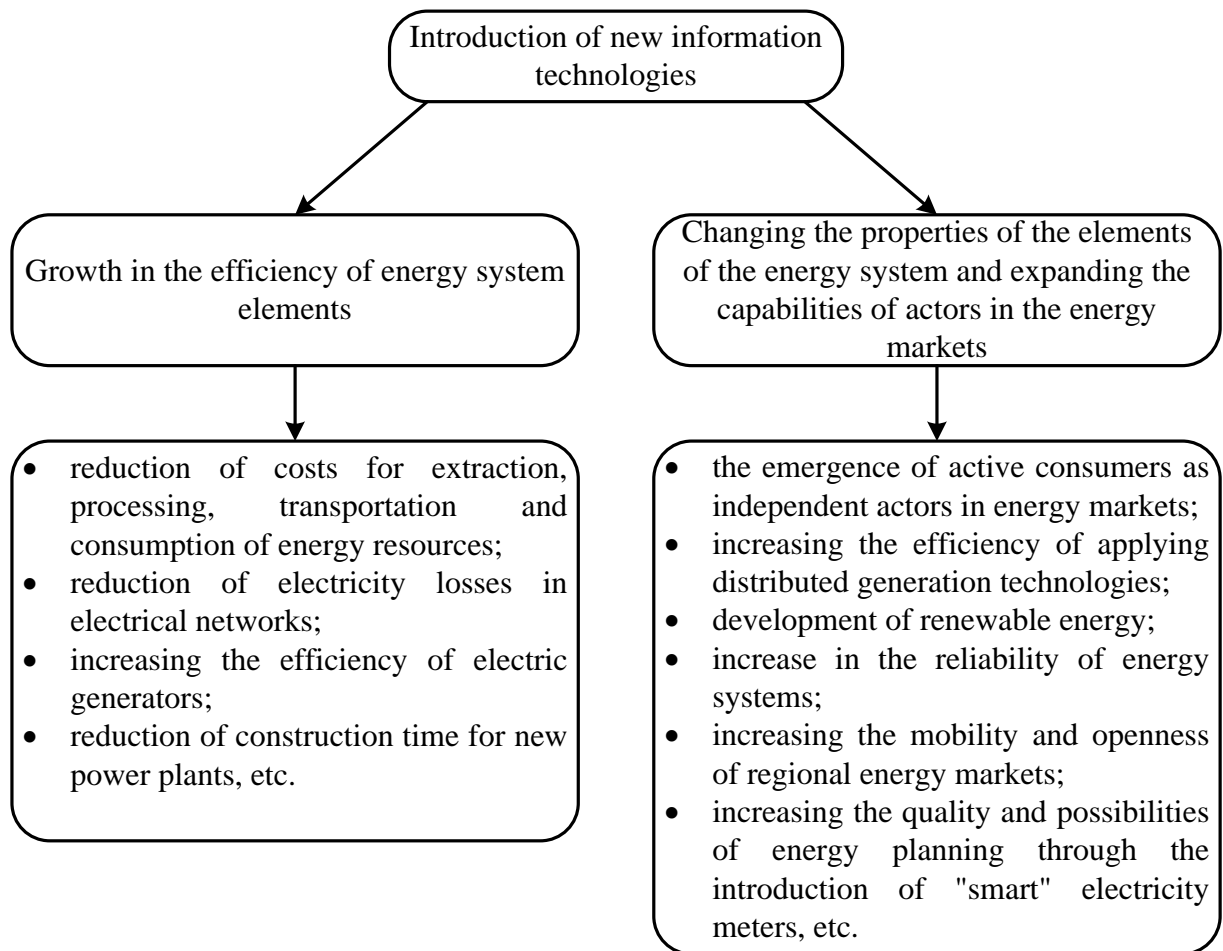 Introduction of new information
technologies
Growth in the efficiency of energy system
elements
Changing the properties of the elements
of the energy system and expanding the
capabilities of actors in the energy
markets
• reduction of costs for extraction,
processing, transportation and
consumption of energy resources;
• reduction of electricity losses in
electrical networks;
• increasing the efficiency of electric
generators;
• reduction of construction time for new
power plants, etc.
• the emergence of active consumers as
independent actors in energy markets;
• increasing the efficiency of applying
distributed generation technologies;
• development of renewable energy;
• increase in the reliability of energy
systems;
• increasing the mobility and openness
of regional energy markets;
• increasing the quality and possibilities
of energy planning through the
introduction of "smart" electricity
meters, etc.